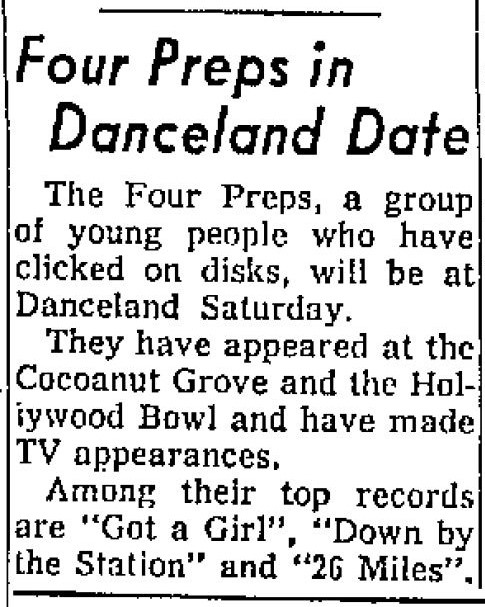 Four Preps in
Danceland Date
The Four Preps, a group
of young people who have
clicked on disks, will be at
Danceland Saturday.
They have appeared at the
Cocoanut Grove and the Hol-
lywood Bowl and have made
TV appearances.
Among their top records
are "Got a Girl", "Down by
the Station" and "26 Miles".